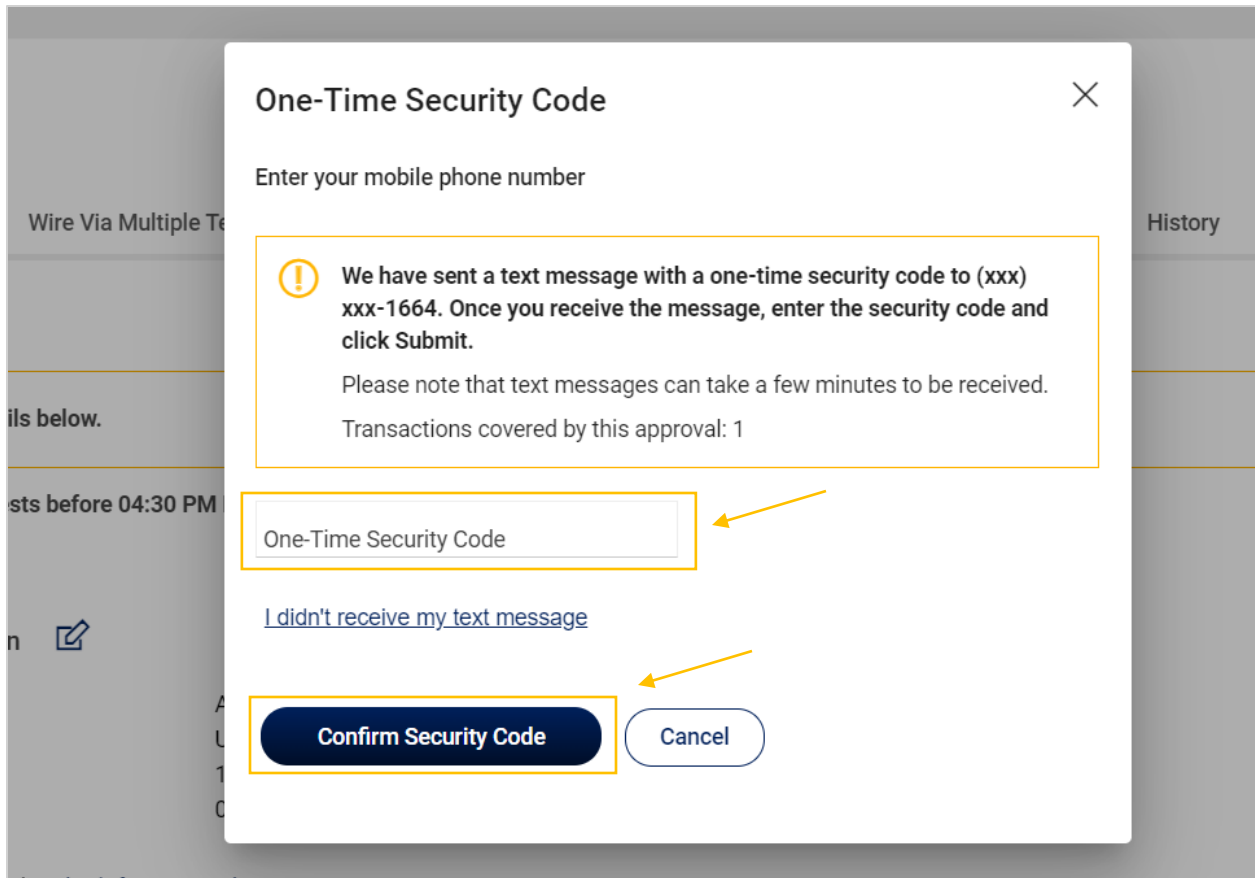 One-Time Security Code
Enter your mobile phone number
Wire Via Multiple
History
We have sent a text message with a one-time security code to (xxx)
xxx-1664. Once you receive the message, enter the security code and
click Submit.
Please note that text messages can take a few minutes to be received.
Transactions covered by this approval: 1
ils below.
sts before 04:30 PM
One-Time Security Code
I didn't receive my text message
n
Confirm Security Code
Cancel